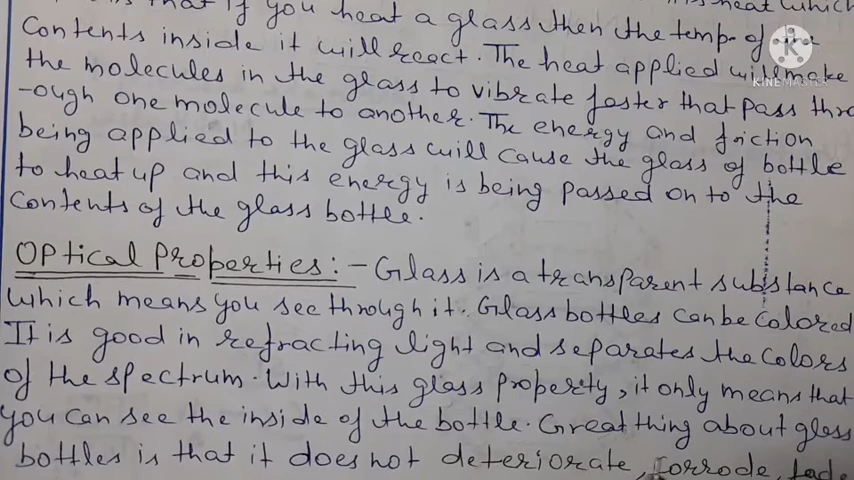 that if you heat a glass then the temp. of the
contents inside it will react. The heat applied will make
the molecules in the glass to vibrate faster that pass thro
-ough one molecule to another. The energy and friction
being applied to the glass will cause the glass of bottle
to heat up and this energy is being passed on to the
contents of the glass bottle.
Optical Properties:- Glass is a transparent substance
which means you see through it. Glass bottles can be colored
It is good in refracting light and separates the colors
of the spectrum. With this glass property, it only means that
you can see the inside of the bottle. Great thing about glass
bottles is that it does not deteriorate, corrode, fade
KINEMASTER